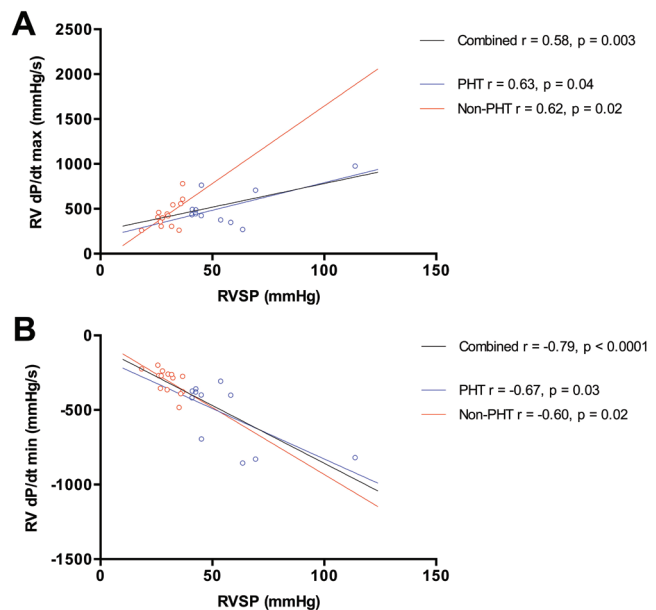 A
2500
2000
1500
1000
500
0
RV dP/dt max (mmHg/s)
0 50 100 150
RVSP (mmHg)
Combined r = 0.58, p = 0.003
PHT r = 0.63, p = 0.04
Non-PHT r = 0.62, p = 0.02
B
-0
-500
-1000
-1500
RV dP/dt min (mmHg/s)
0 50 100 150
RVSP (mmHg)
Combined r = -0.79, p < 0.0001
PHT r = -0.67, p = 0.03
Non-PHT r = -0.60, p = 0.02